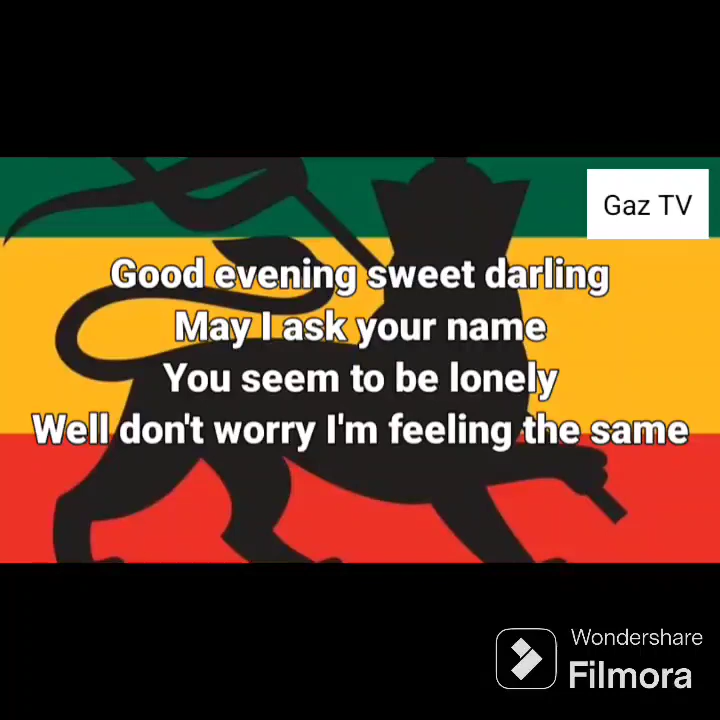 Gaz TV
Good evening sweet darling
May I ask your name
You seem to be lonely
Well don't worry I'm feeling the same
Wondershare
Filmora